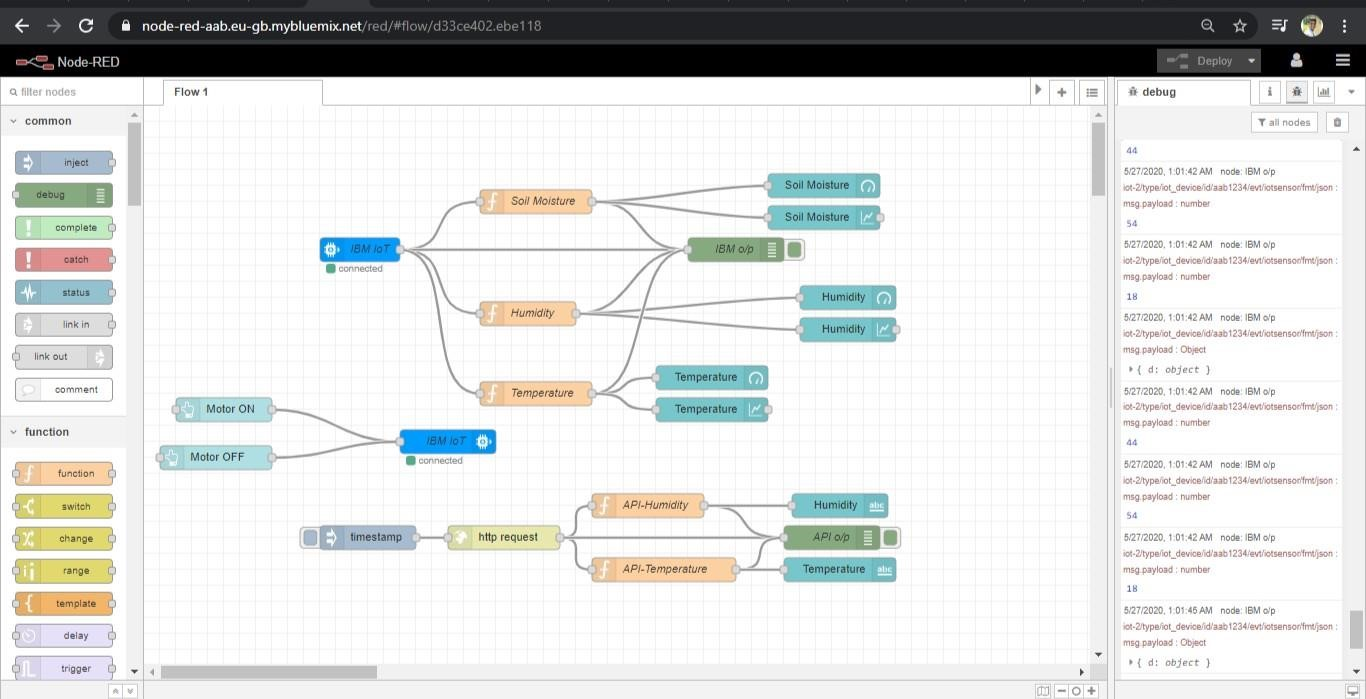 node-red-aab.eu-gb.mybluemix.net/red/#flow/d33ce402.ebe118
Node-RED
Deploy
filter nodes
Flow 1
debug
i
all nodes
common
inject
debug
complete
catch
status
link in
link out
comment
function
function
switch
change
range
template
delay
trigger
Soil Moisture
Soil Moisture
Soil Moisture
IBM IoT
connected
IBM o/p
Humidity
Humidity
Humidity
Temperature
Temperature
Temperature
Motor ON
Motor OFF
IBM IoT
connected
timestamp
http request
API-Humidity
Humidity abc
API o/p
API-Temperature
Temperature abc
44
5/27/2020, 1:01:42 AM node: IBM o/p
iot-2/type/iot_device/id/aab1234/evt/iotsensor/fmt/json :
msg.payload : number
54
5/27/2020, 1:01:42 AM node: IBM o/p
iot-2/type/iot_device/id/aab1234/evt/iotsensor/fmt/json :
msg.payload : number
18
5/27/2020, 1:01:42 AM node: IBM o/p
iot-2/type/iot_device/id/aab1234/evt/iotsensor/fmt/json :
msg.payload : Object
{ d: object }
5/27/2020, 1:01:42 AM node: IBM o/p
iot-2/type/iot_device/id/aab1234/evt/iotsensor/fmt/json :
msg.payload : number
44
5/27/2020, 1:01:42 AM node: IBM o/p
iot-2/type/iot_device/id/aab1234/evt/iotsensor/fmt/json :
msg.payload : number
54
5/27/2020, 1:01:42 AM node: IBM o/p
iot-2/type/iot_device/id/aab1234/evt/iotsensor/fmt/json :
msg.payload : number
18
5/27/2020, 1:01:45 AM node: IBM o/p
iot-2/type/iot_device/id/aab1234/evt/iotsensor/fmt/json :
msg.payload : Object
{ d: object }